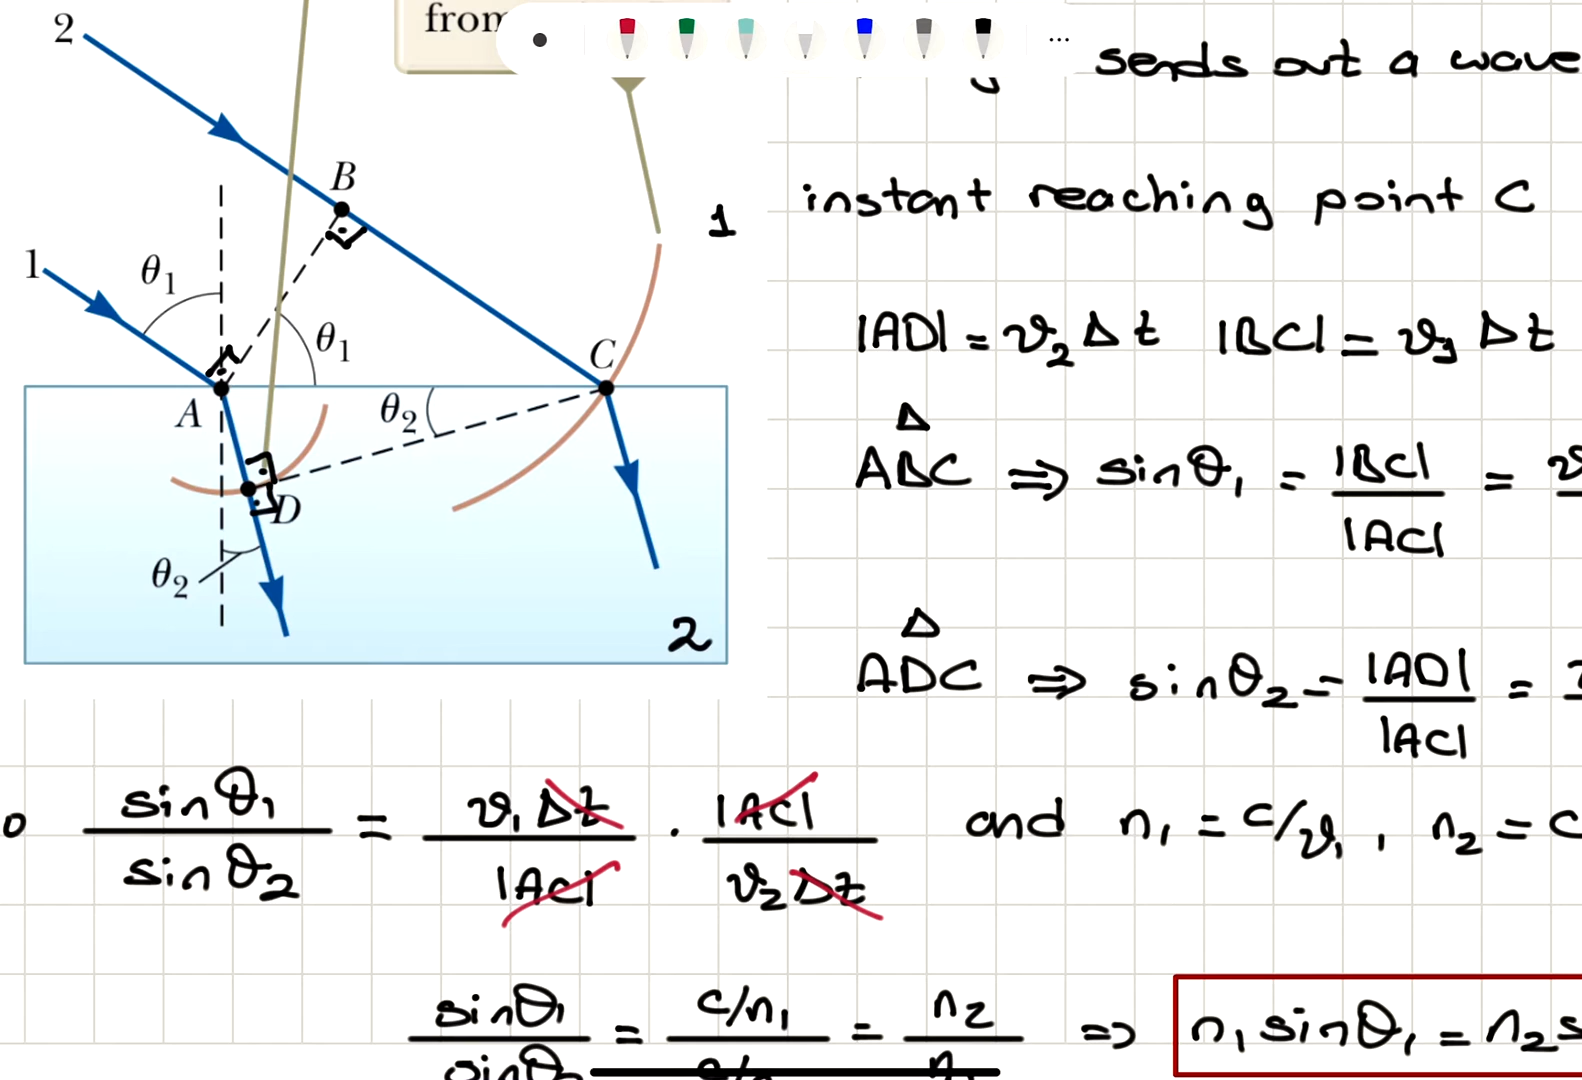 2
from
sends out a wave
B
1
instant reaching point C
1
θ1
θ1
|AD| = v2 Δt |BC| = v1 Δt
C
A
θ2
Δ
ABC ⇒ sinθ1 = |BC| / |AC| =
D
θ2
2
Δ
ADC ⇒ sinθ2 = |AD| / |AC| =
sinθ1 / sinθ2 = v1 Δt / |AC| . |AC| / v2 Δt and n1 = c/v1 , n2 = c
sinθ1 / sinθ2 = c/n1 / = n2 / n1 ⇒ n1 sinθ1 = n2 s